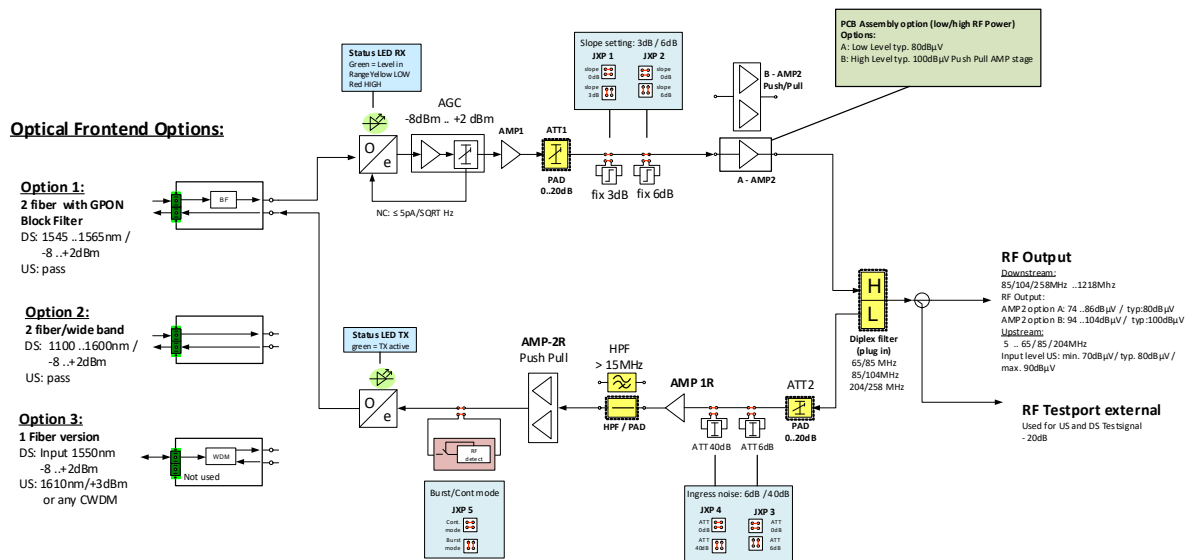 PCB Assembly option (low/high RF Power)
Options:
A: Low Level typ. 80dBµV
B: High Level typ. 100dBµV Push Pull AMP stage
Slope setting: 3dB / 6dB
JXP 1
JXP 2
slope
0dB
slope
0dB
slope
3dB
slope
6dB
Status LED RX
Green = Level in
RangeYellow LOW
Red HIGH
B - AMP2
Push/Pull
Optical Frontend Options:
AGC
-8dBm .. +2 dBm
AMP1
ATT1
O
e
PAD
0..20dB
fix 3dB
fix 6dB
A - AMP2
NC: ≤ 5pA/SQRT Hz
Option 1:
2 fiber with GPON
Block Filter
DS: 1545 ..1565nm /
-8 ..+2dBm
US: pass
BF
Option 2:
2 fiber/wide band
DS: 1100 ..1600nm /
-8 ..+2dBm
US: pass
Option 3:
1 Fiber version
DS: Input 1550nm
-8 ..+2dBm
US: 1610nm/+3dBm
or any CWDM
WDM
Not used
H
L
Diplex filter
(plug in)
65/85 MHz
85/104MHz
204/258 MHz
RF Output
Downstream:
85/104/258MHz ..1218Mhz
RF Output:
AMP2 option A: 74 ..86dBµV / typ:80dBµV
AMP2 option B: 94 ..104dBµV / typ:100dBµV
Upstream:
5 .. 65/85/204MHz
Input level US: min. 70dBµV/ typ. 80dBµV /
max. 90dBµV
RF Testport external
Used for US and DS Testsignal
- 20dB
Status LED TX
green = TX active
O
e
AMP-2R
Push Pull
HPF
> 15MHz
HPF / PAD
AMP 1R
ATT2
PAD
0..20dB
ATT40dB
ATT6dB
RF
detect
Burst/Cont mode
JXP 5
Cont.
mode
Burst
mode
Ingress noise: 6dB /40dB
JXP 4
JXP 3
ATT
0dB
ATT
0dB
ATT
40dB
ATT
6dB